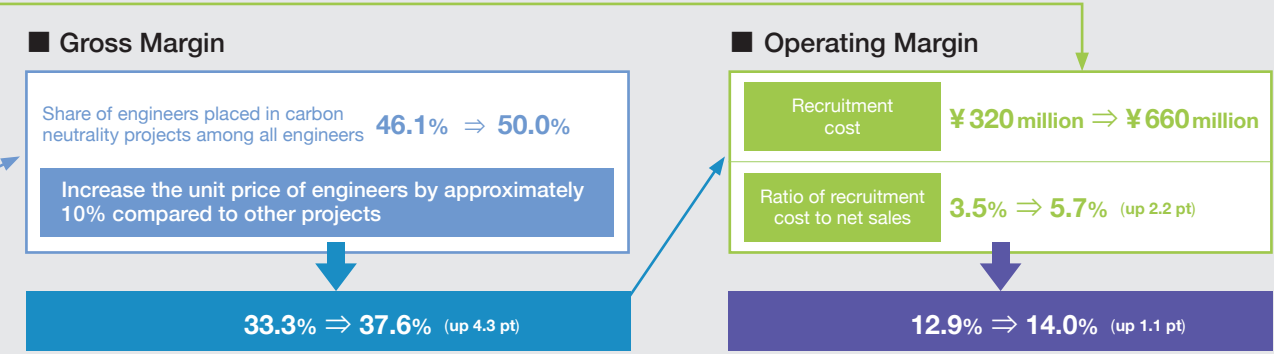 ■ Gross Margin
Share of engineers placed in carbon
neutrality projects among all engineers
46.1% ⇒ 50.0%
Increase the unit price of engineers by approximately
10% compared to other projects
33.3% ⇒ 37.6% (up 4.3 pt)
■ Operating Margin
Recruitment
cost
¥320 million ⇒ ¥660 million
Ratio of recruitment
cost to net sales
3.5% ⇒ 5.7% (up 2.2 pt)
12.9% ⇒ 14.0% (up 1.1 pt)